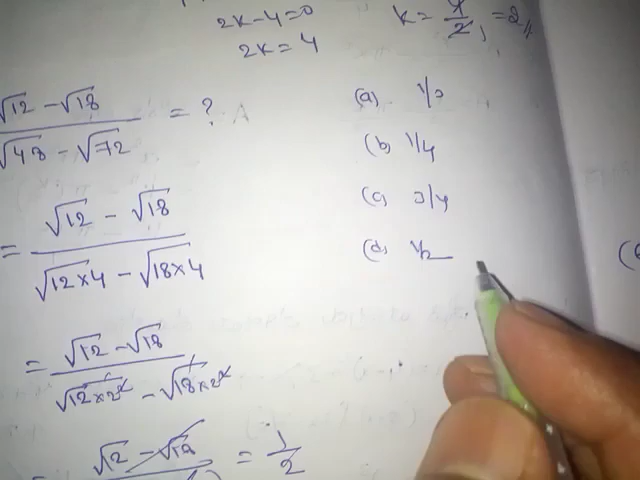 2k-4=0
2k = 4
k = 4/2, = 2//
√12 - √18 / √48 - √72 = ?
(a) 1/3
(b) 1/4
(c) 3/4
(d) 1/2
= √12 - √18 / √12×4 - √18×4
= √12 - √18 / √12×2² - √18×2²
= √12 - √18 = 1/2